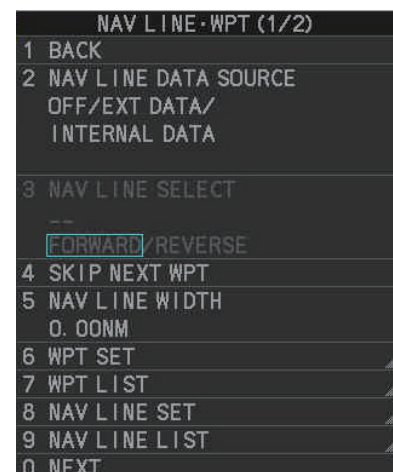 NAV LINE·WPT (1/2)
1 BACK
2 NAV LINE DATA SOURCE
OFF/EXT DATA/
INTERNAL DATA
3 NAV LINE SELECT
--
FORWARD/REVERSE
4 SKIP NEXT WPT
5 NAV LINE WIDTH
0.00NM
6 WPT SET
7 WPT LIST
8 NAV LINE SET
9 NAV LINE LIST
0 NEXT